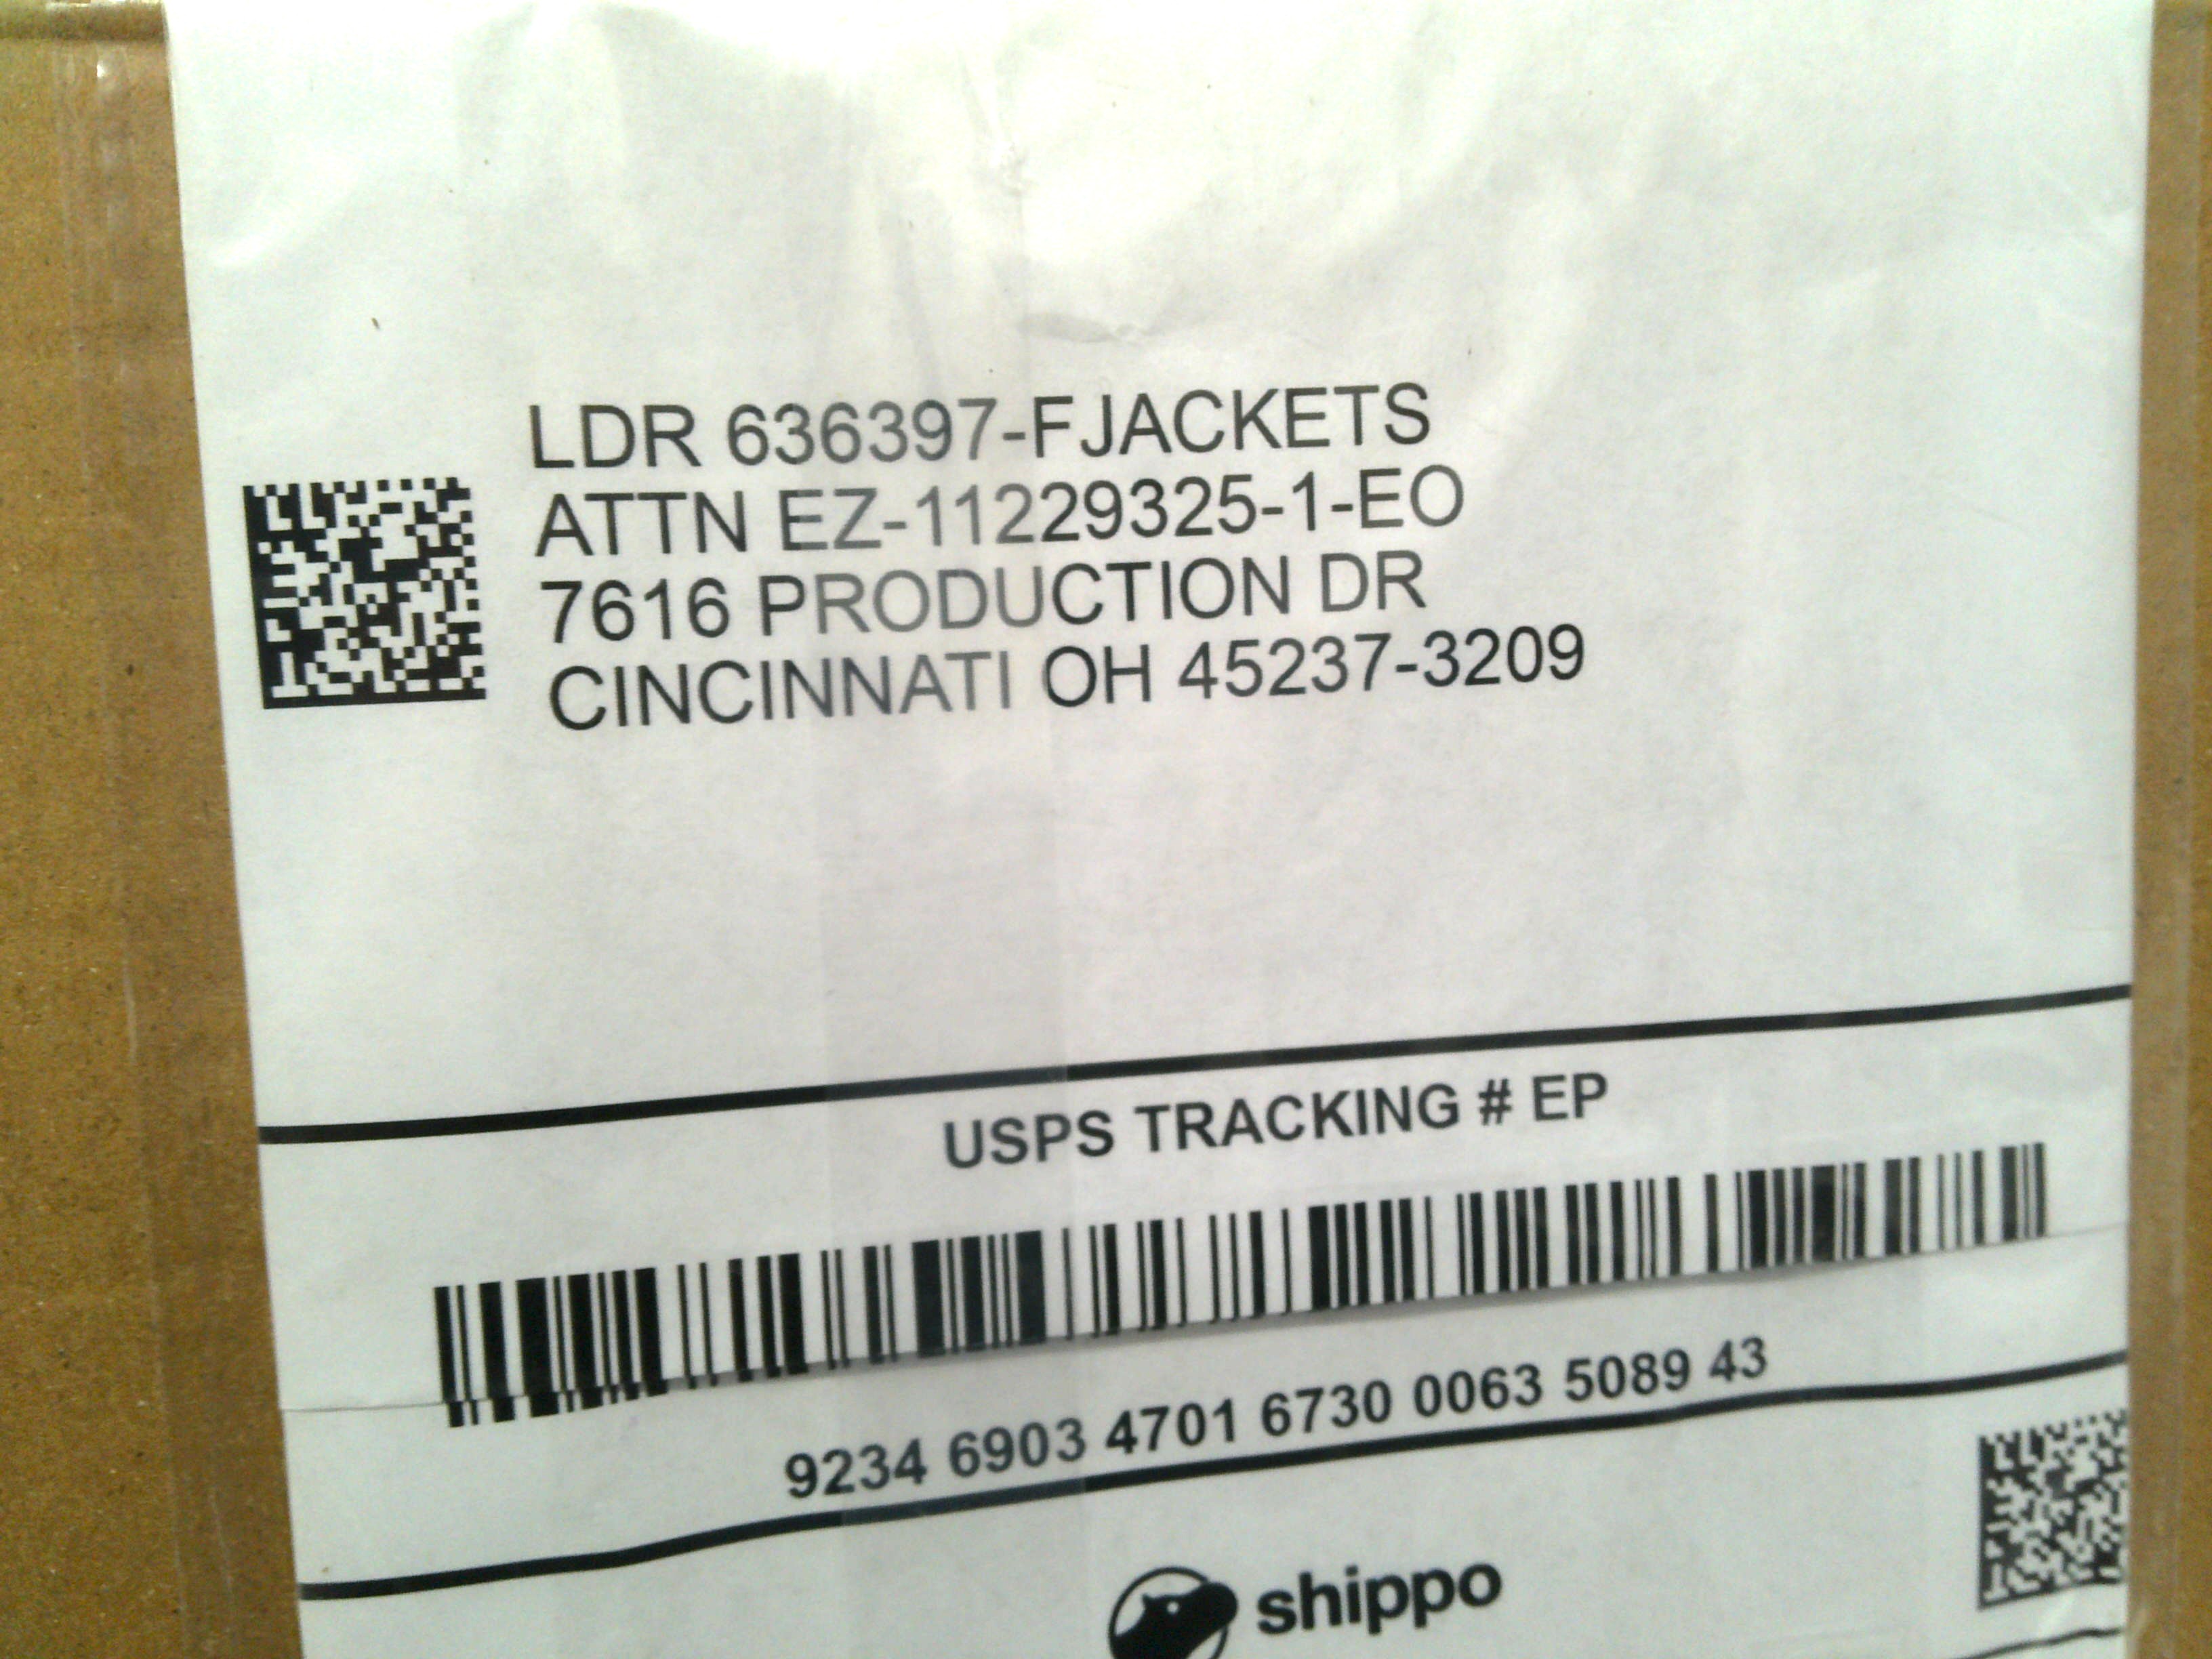 LDR 636397-FJACKETS
ATTN EZ-11229325-1-EO
7616 PRODUCTION DR
CINCINNATI OH 45237-3209
USPS TRACKING # EP
9234 6903 4701 6730 0063 5089 43
shippo